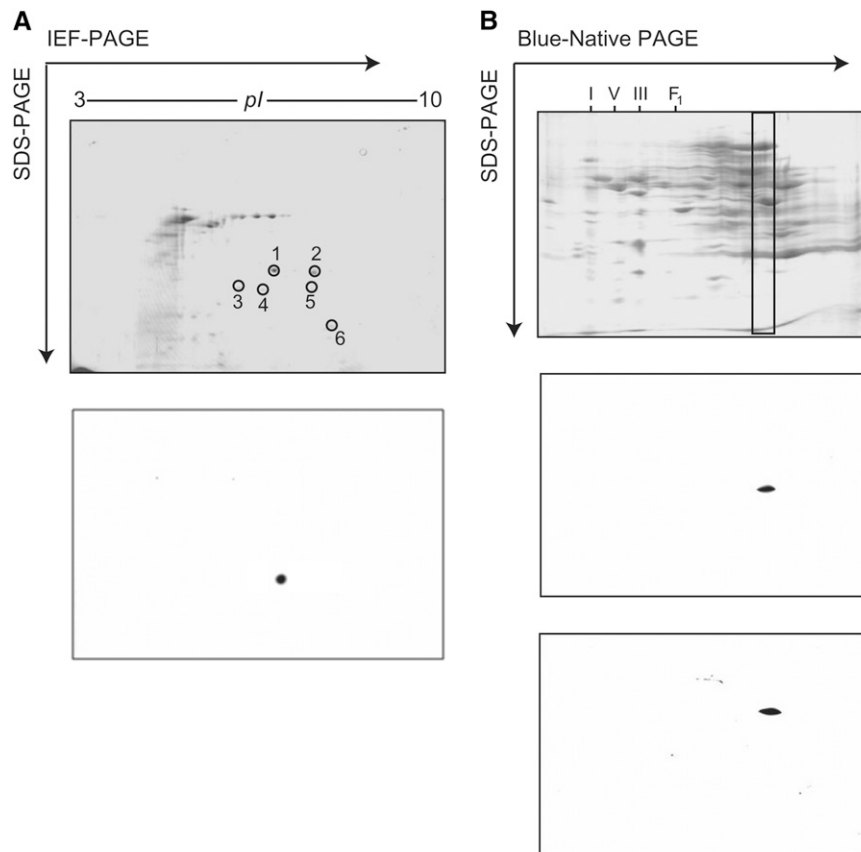 A
IEF-PAGE
SDS-PAGE
3 pI 10
1 2
3 4 5
6
B
Blue-Native PAGE
SDS-PAGE
I V III F₁